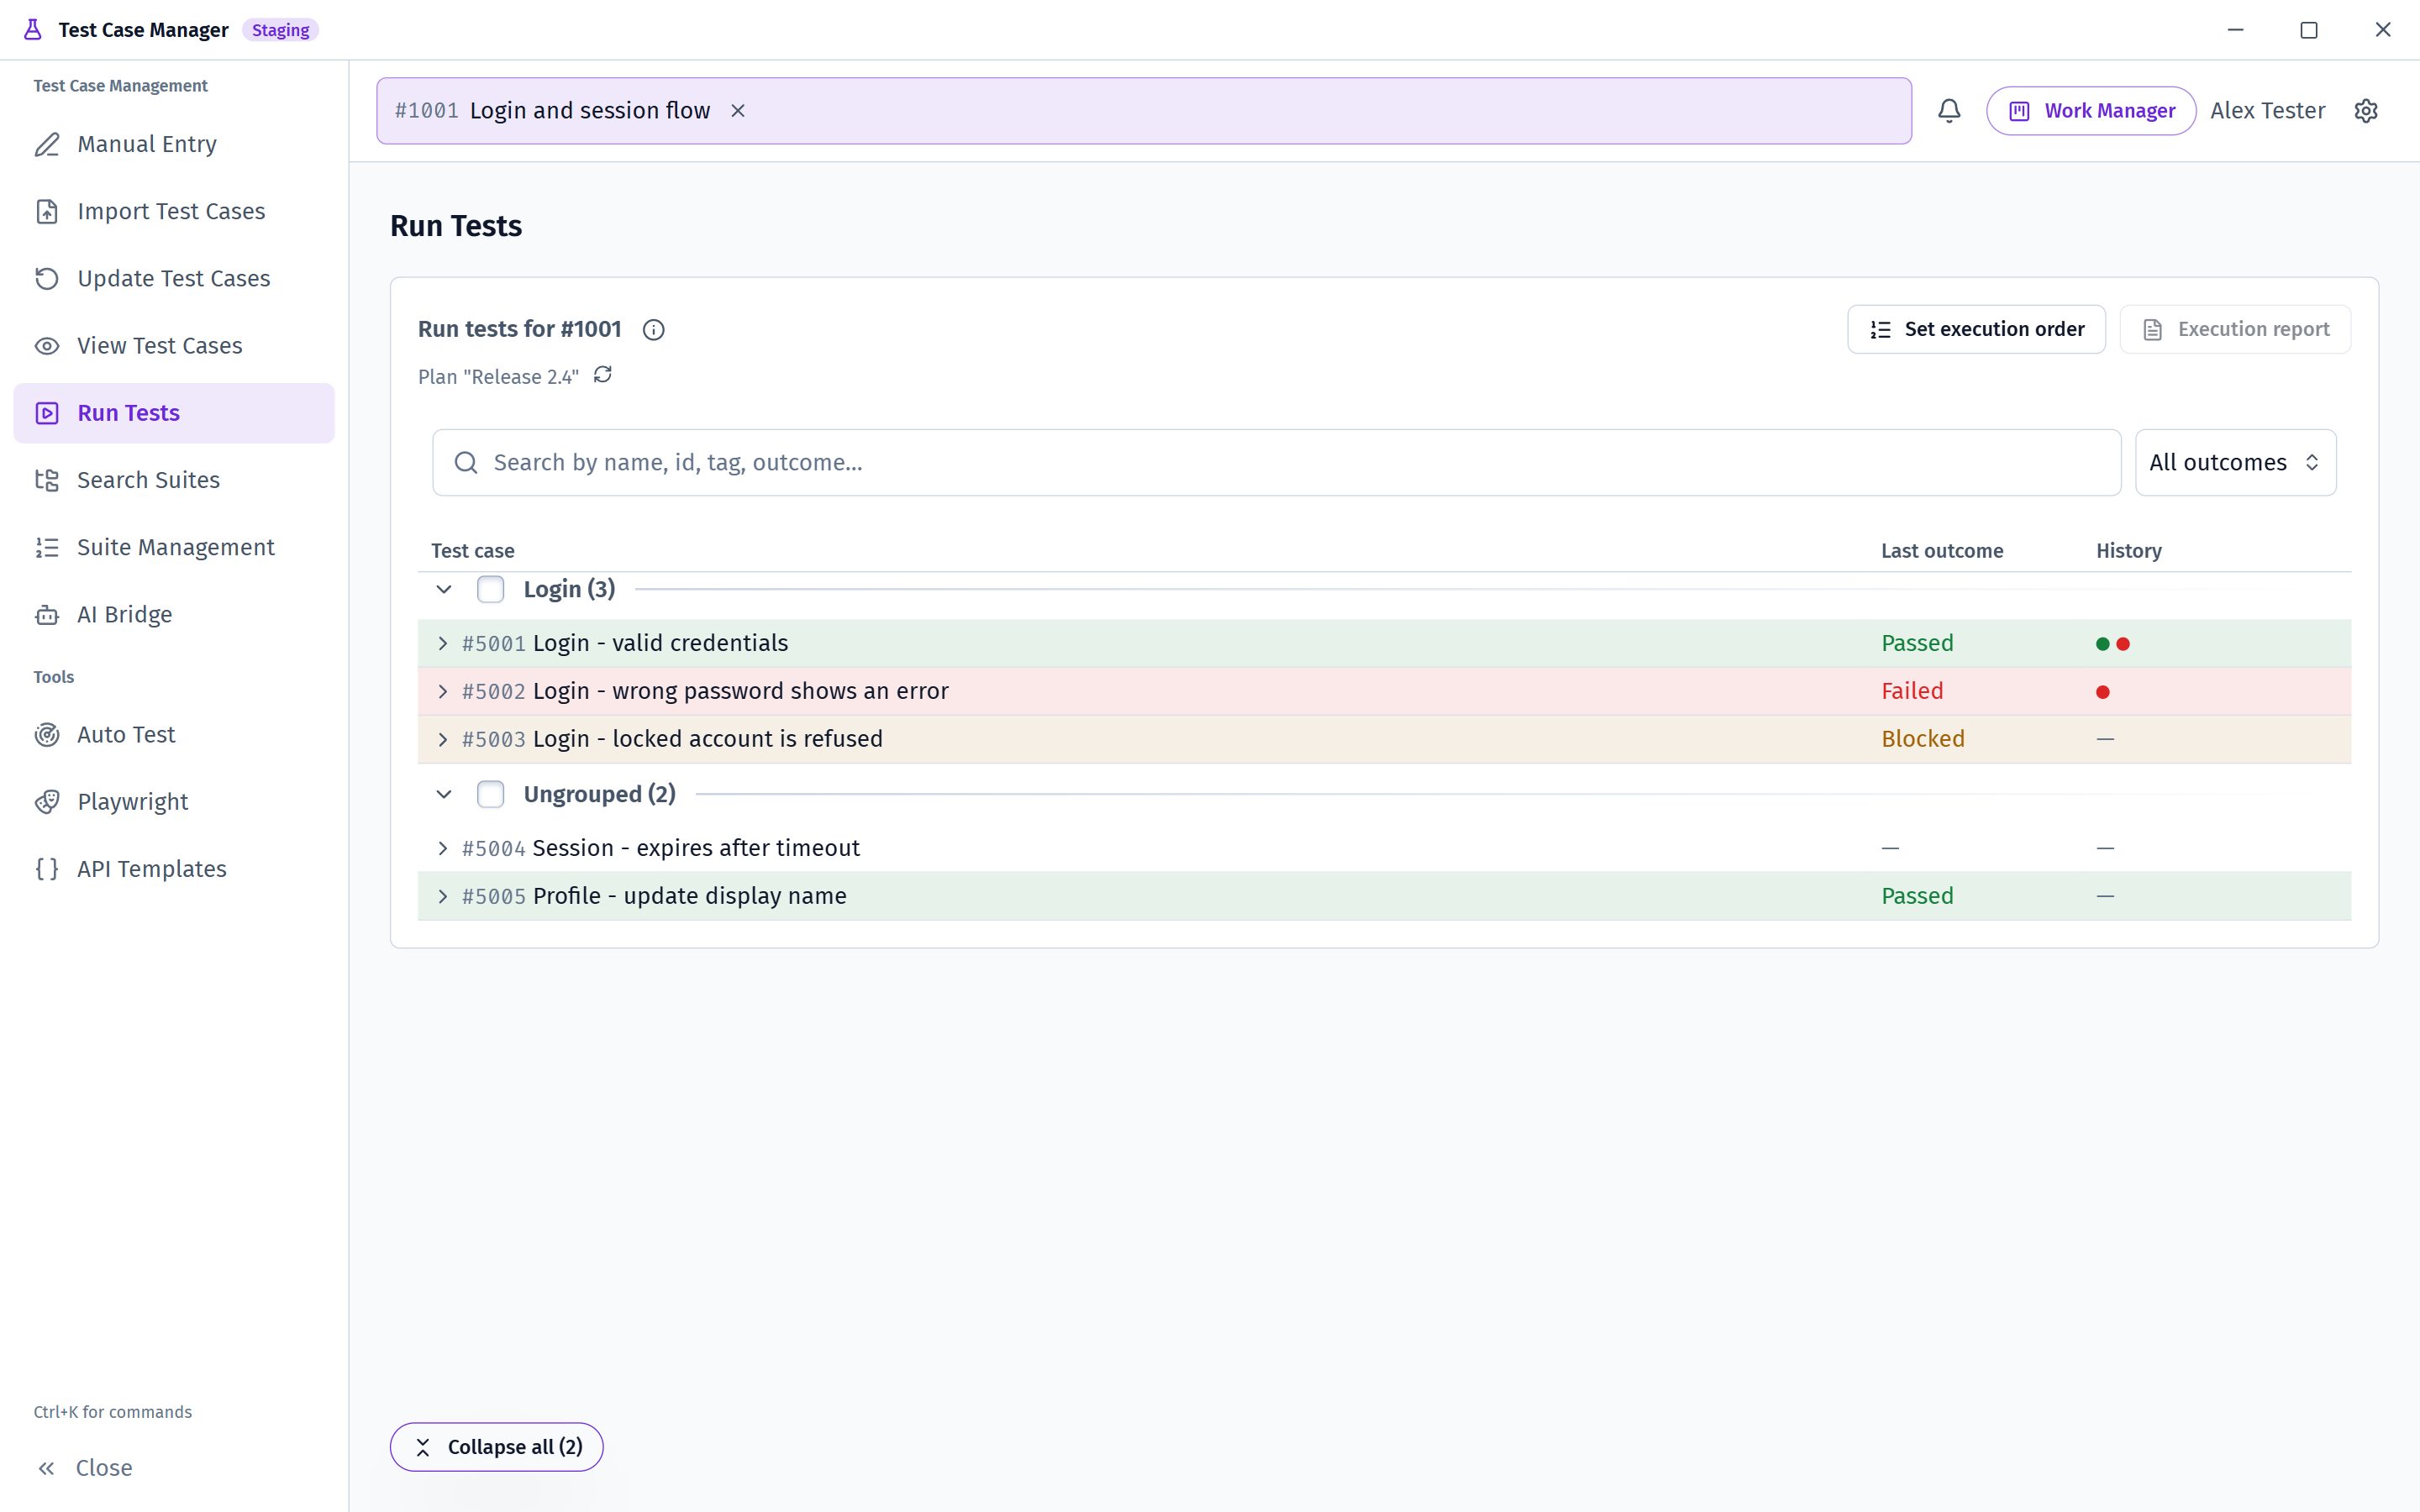 Test Case Manager Staging
Test Case Management
Manual Entry
Import Test Cases
Update Test Cases
View Test Cases
Run Tests
Search Suites
Suite Management
AI Bridge
Tools
Auto Test
Playwright
API Templates
Ctrl+K for commands
Close
#1001 Login and session flow
Work Manager
Alex Tester
Run Tests
Run tests for #1001
Set execution order
Execution report
Plan "Release 2.4"
Search by name, id, tag, outcome...
All outcomes
Test case Last outcome History
Login (3)
#5001 Login - valid credentials Passed
#5002 Login - wrong password shows an error Failed
#5003 Login - locked account is refused Blocked —
Ungrouped (2)
#5004 Session - expires after timeout — —
#5005 Profile - update display name Passed —
Collapse all (2)